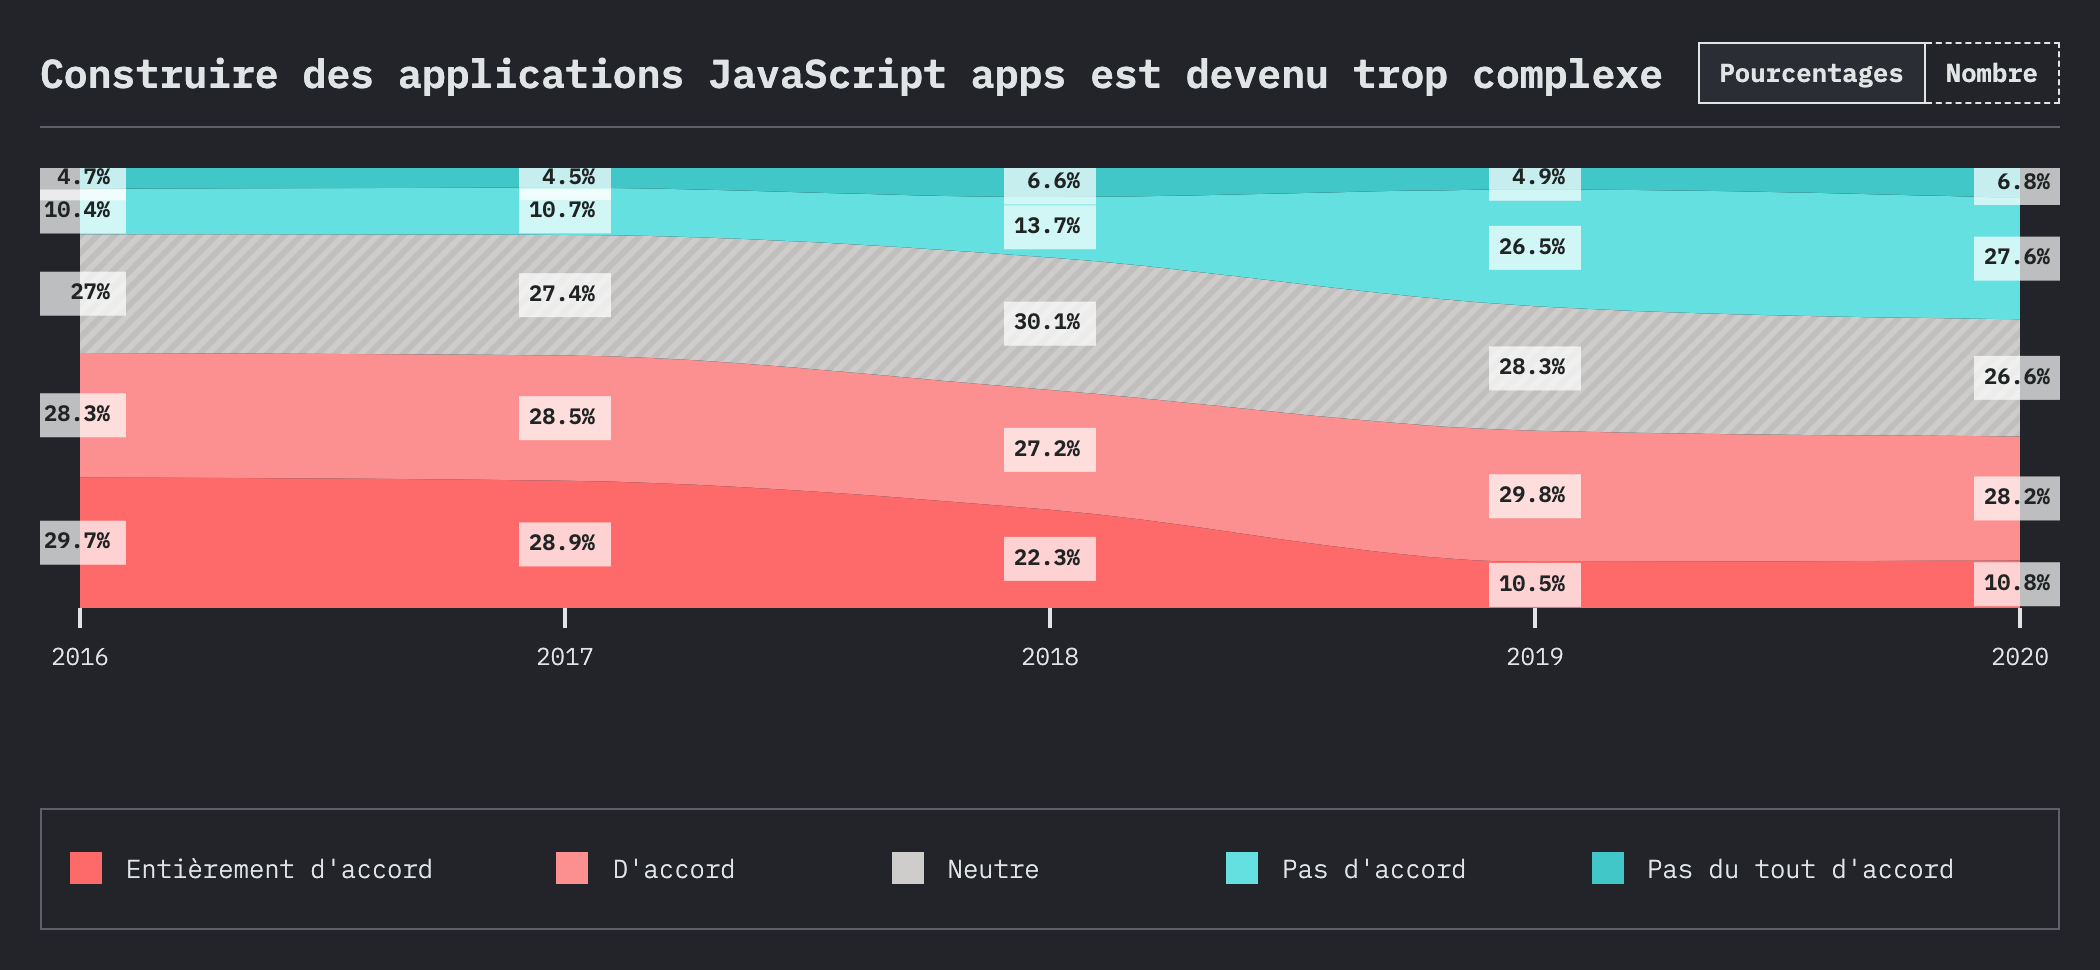 Construire des applications JavaScript apps est devenu trop complexe
Pourcentages
Nombre
4.7% 4.5% 6.6% 4.9% 6.8%
10.4% 10.7% 13.7% 26.5% 27.6%
27% 27.4% 30.1% 28.3% 26.6%
28.3% 28.5% 27.2% 29.8% 28.2%
29.7% 28.9% 22.3% 10.5% 10.8%
2016 2017 2018 2019 2020
Entièrement d'accord D'accord Neutre Pas d'accord Pas du tout d'accord